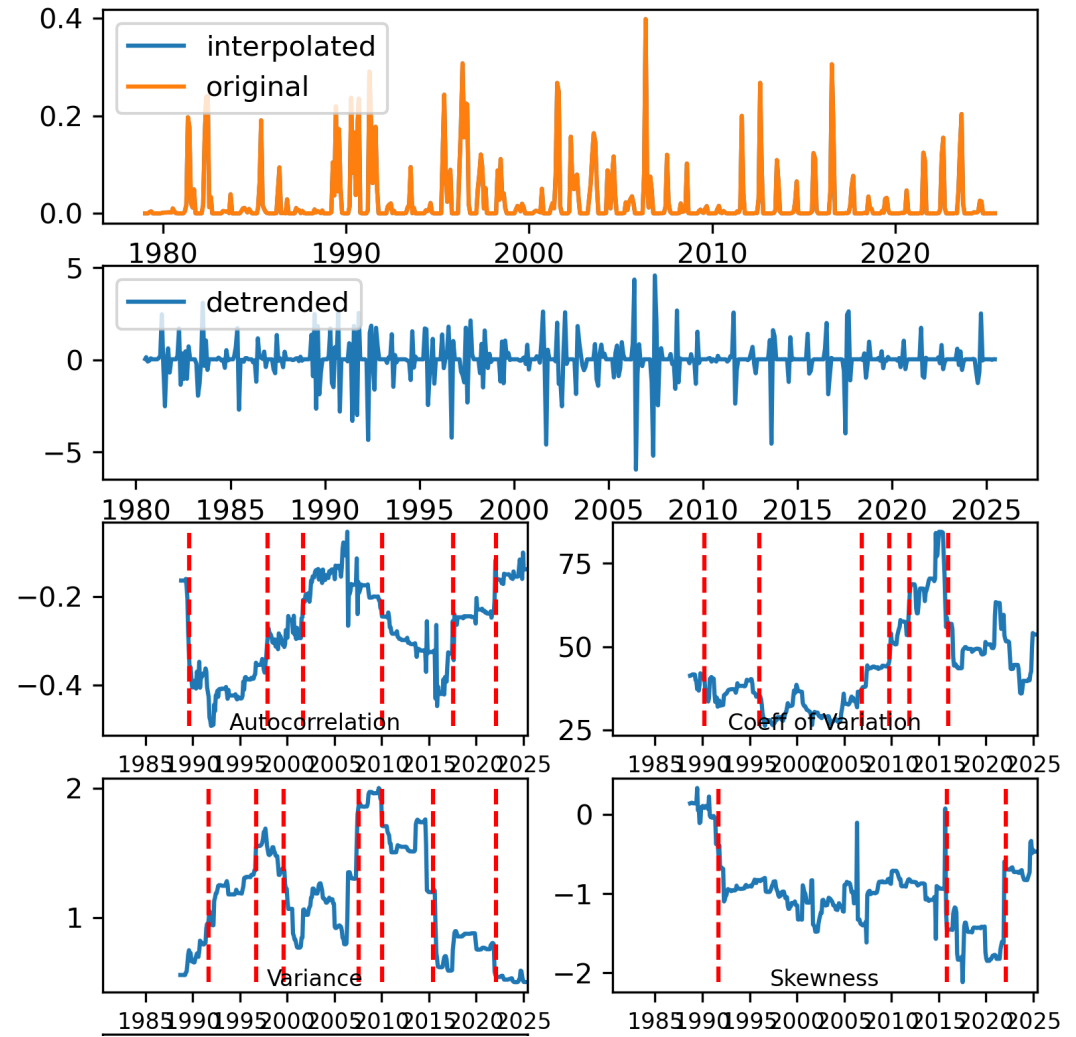 0.4
interpolated
original
0.2
0.0
1980 1990 2000 2010 2020
5
detrended
0
−5
1980 1985 1990 1995 2000 2005 2010 2015 2020 2025
−0.2
−0.4
Autocorrelation
1985 1990 1995 2000 2005 2010 2015 2020 2025
75
50
25
Coeff of Variation
1985 1990 1995 2000 2005 2010 2015 2020 2025
2
1
Variance
1985 1990 1995 2000 2005 2010 2015 2020 2025
0
−1
−2
Skewness
1985 1990 1995 2000 2005 2010 2015 2020 2025